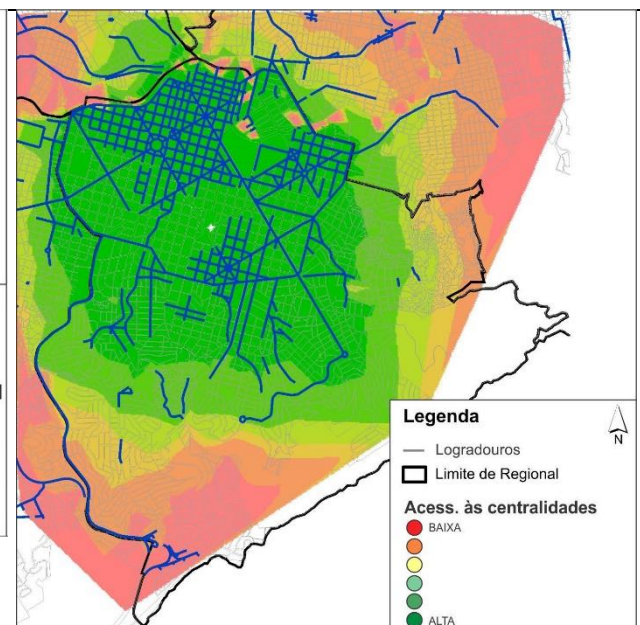 Legenda
N
Logradouros
Limite de Regional
Acess. às centralidades
BAIXA
ALTA